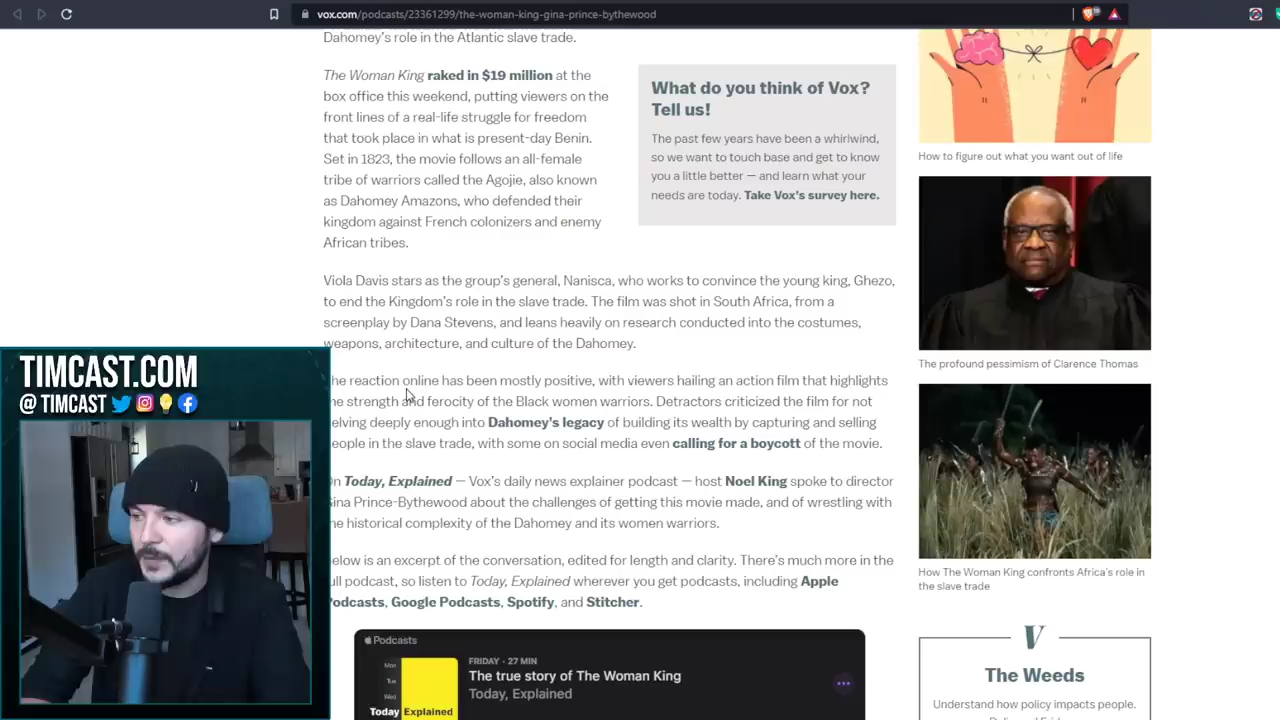 vox.com/podcasts/23361299/the-woman-king-gina-prince-bythewood
Dahomey's role in the Atlantic slave trade.
The Woman King raked in $19 million at the
box office this weekend, putting viewers on the
front lines of a real-life struggle for freedom
that took place in what is present-day Benin.
Set in 1823, the movie follows an all-female
tribe of warriors called the Agojie, also known
as Dahomey Amazons, who defended their
kingdom against French colonizers and enemy
African tribes.
What do you think of Vox?
Tell us!
The past few years have been a whirlwind,
so we want to touch base and get to know
you a little better — and learn what your
needs are today. Take Vox's survey here.
Viola Davis stars as the group's general, Nanisca, who works to convince the young king, Ghezo,
to end the Kingdom's role in the slave trade. The film was shot in South Africa, from a
screenplay by Dana Stevens, and leans heavily on research conducted into the costumes,
weapons, architecture, and culture of the Dahomey.
he reaction online has been mostly positive, with viewers hailing an action film that highlights
he strength and ferocity of the Black women warriors. Detractors criticized the film for not
elving deeply enough into Dahomey's legacy of building its wealth by capturing and selling
eople in the slave trade, with some on social media even calling for a boycott of the movie.
On Today, Explained — Vox's daily news explainer podcast — host Noel King spoke to director
Gina Prince-Bythewood about the challenges of getting this movie made, and of wrestling with
he historical complexity of the Dahomey and its women warriors.
elow is an excerpt of the conversation, edited for length and clarity. There's much more in the
ull podcast, so listen to Today, Explained wherever you get podcasts, including Apple
Podcasts, Google Podcasts, Spotify, and Stitcher.
Podcasts
Mon
Tue
Wed
Today Explained
FRIDAY · 27 MIN
The true story of The Woman King
Today, Explained
How to figure out what you want out of life
The profound pessimism of Clarence Thomas
How The Woman King confronts Africa's role in
the slave trade
V
The Weeds
Understand how policy impacts people.
TIMCAST.COM
@ TIMCAST